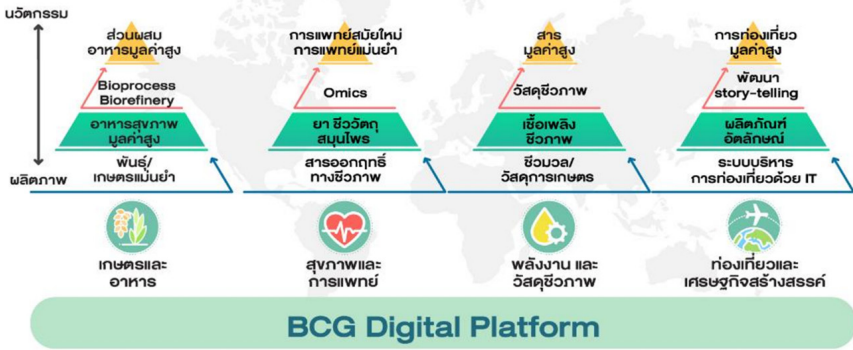 นวัตกรรม
ผลิตภาพ
ส่วนผสม
อาหารมูลค่าสูง
Bioprocess
Biorefinery
อาหารสุขภาพ
มูลค่าสูง
พันธุ์/
เกษตรแม่นยำ
เกษตรและ
อาหาร
การแพทย์สมัยใหม่
การแพทย์แม่นยำ
Omics
ยา ชีววัตถุ
สมุนไพร
สารออกฤทธิ์
ทางชีวภาพ
สุขภาพและ
การแพทย์
สาร
มูลค่าสูง
วัสดุชีวภาพ
เชื้อเพลิง
ชีวภาพ
ชีวมวล/
วัสดุการเกษตร
พลังงาน และ
วัสดุชีวภาพ
การท่องเที่ยว
มูลค่าสูง
พัฒนา
story-telling
ผลิตภัณฑ์
อัตลักษณ์
ระบบบริหาร
การท่องเที่ยวด้วย IT
ท่องเที่ยวและ
เศรษฐกิจสร้างสรรค์
BCG Digital Platform